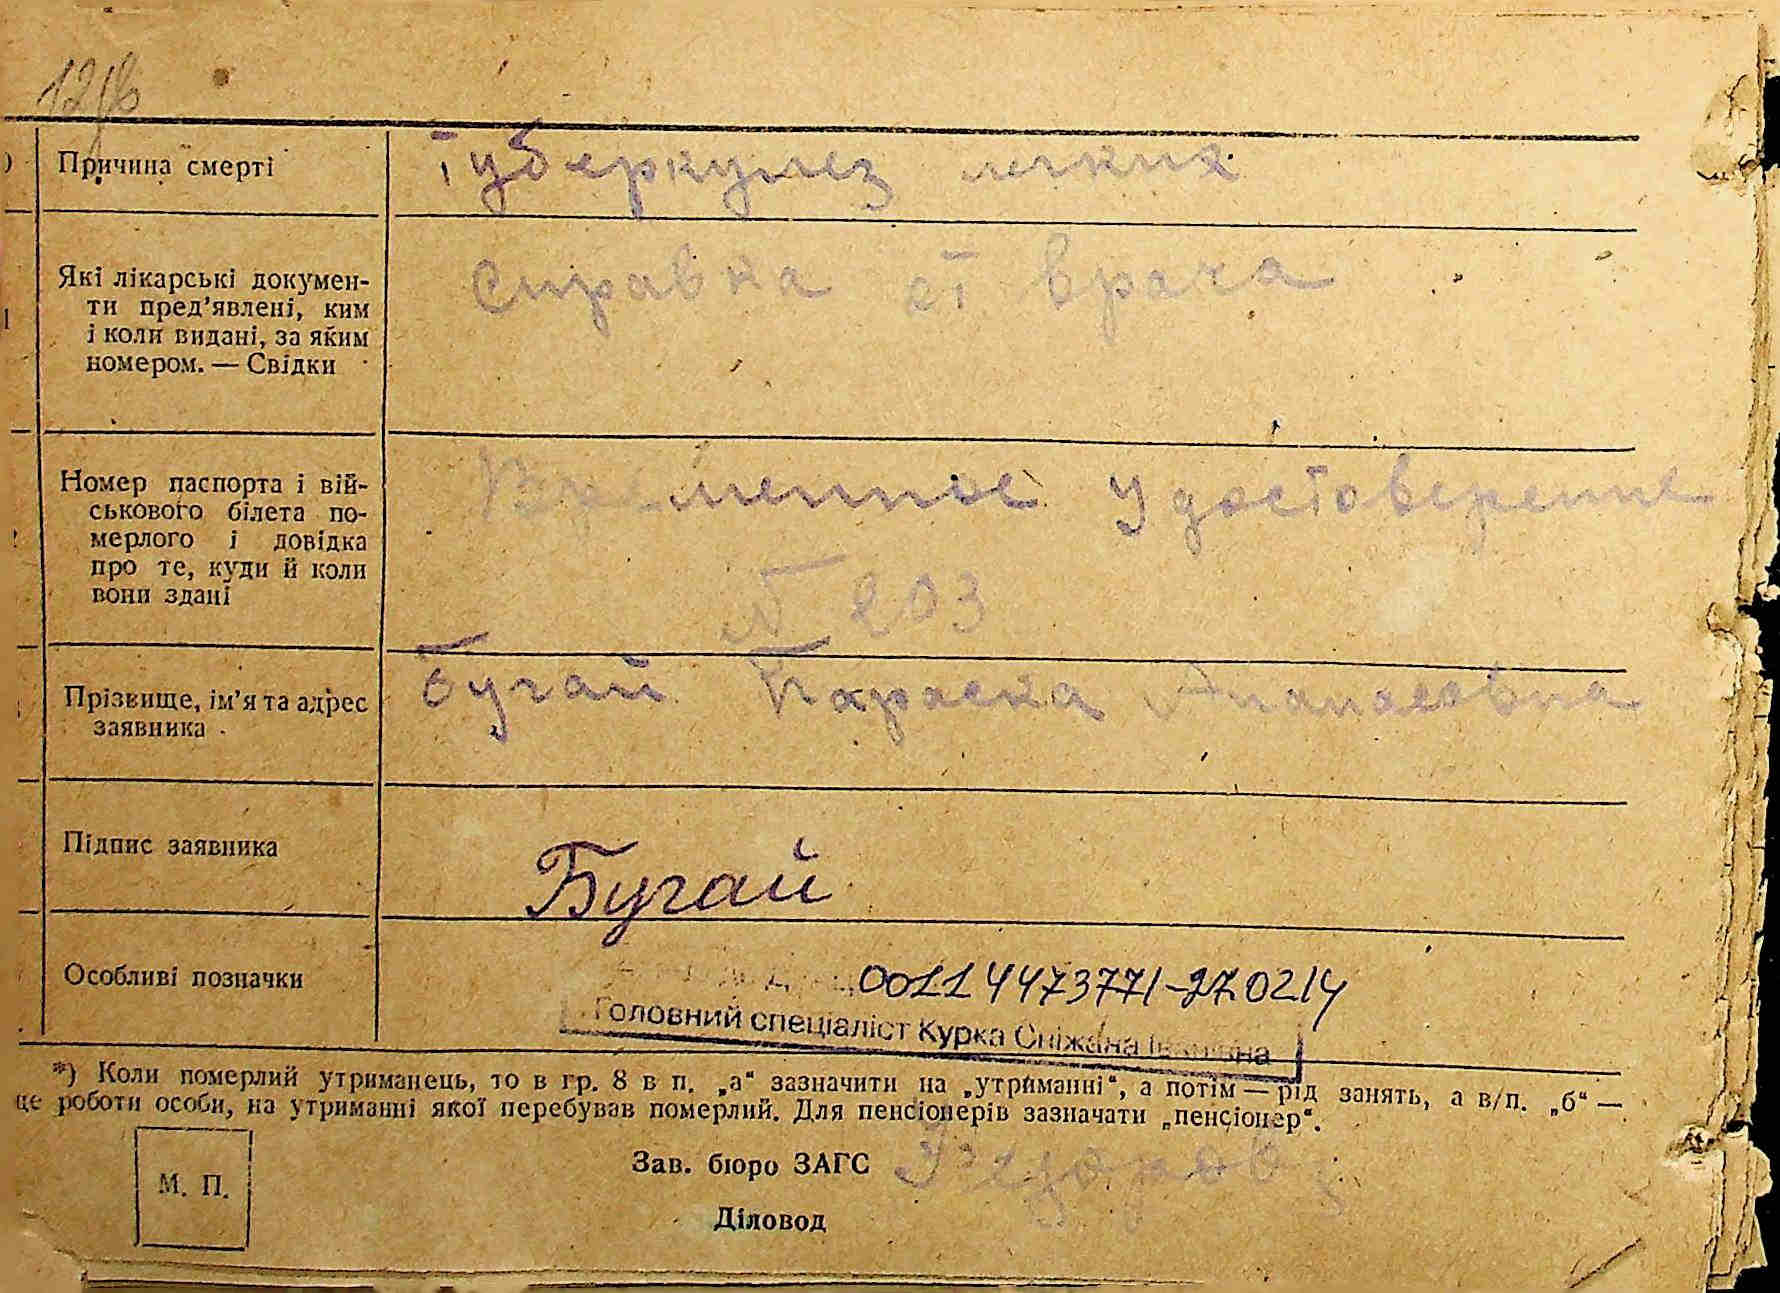 Причина смерті
Туберкулез легких
Які лікарські докумен-
ти пред'явлені, ким
і коли видані, за яким
номером. — Свідки
Справка от врача
Номер паспорта і вій-
ськового білета по-
мерлого і довідка
про те, куди й коли
вони здані
Временное удостоверение
N 203
Прізвище, ім'я та адрес
заявника
Бугай Параска Апанасовна
Підпис заявника
Бугай
Особливі позначки
00114473771-270214
Головний спеціаліст Курка Сніжана Іванівна
*) Коли померлий утриманець, то в гр. 8 в п. „а“ зазначити на „утриманні“, а потім — рід занять, а в/п. „б“ —
це роботи особи, на утриманні якої перебував померлий. Для пенсіонерів зазначати „пенсіонер“.
М. П.
Зав. бюро ЗАГС
Діловод